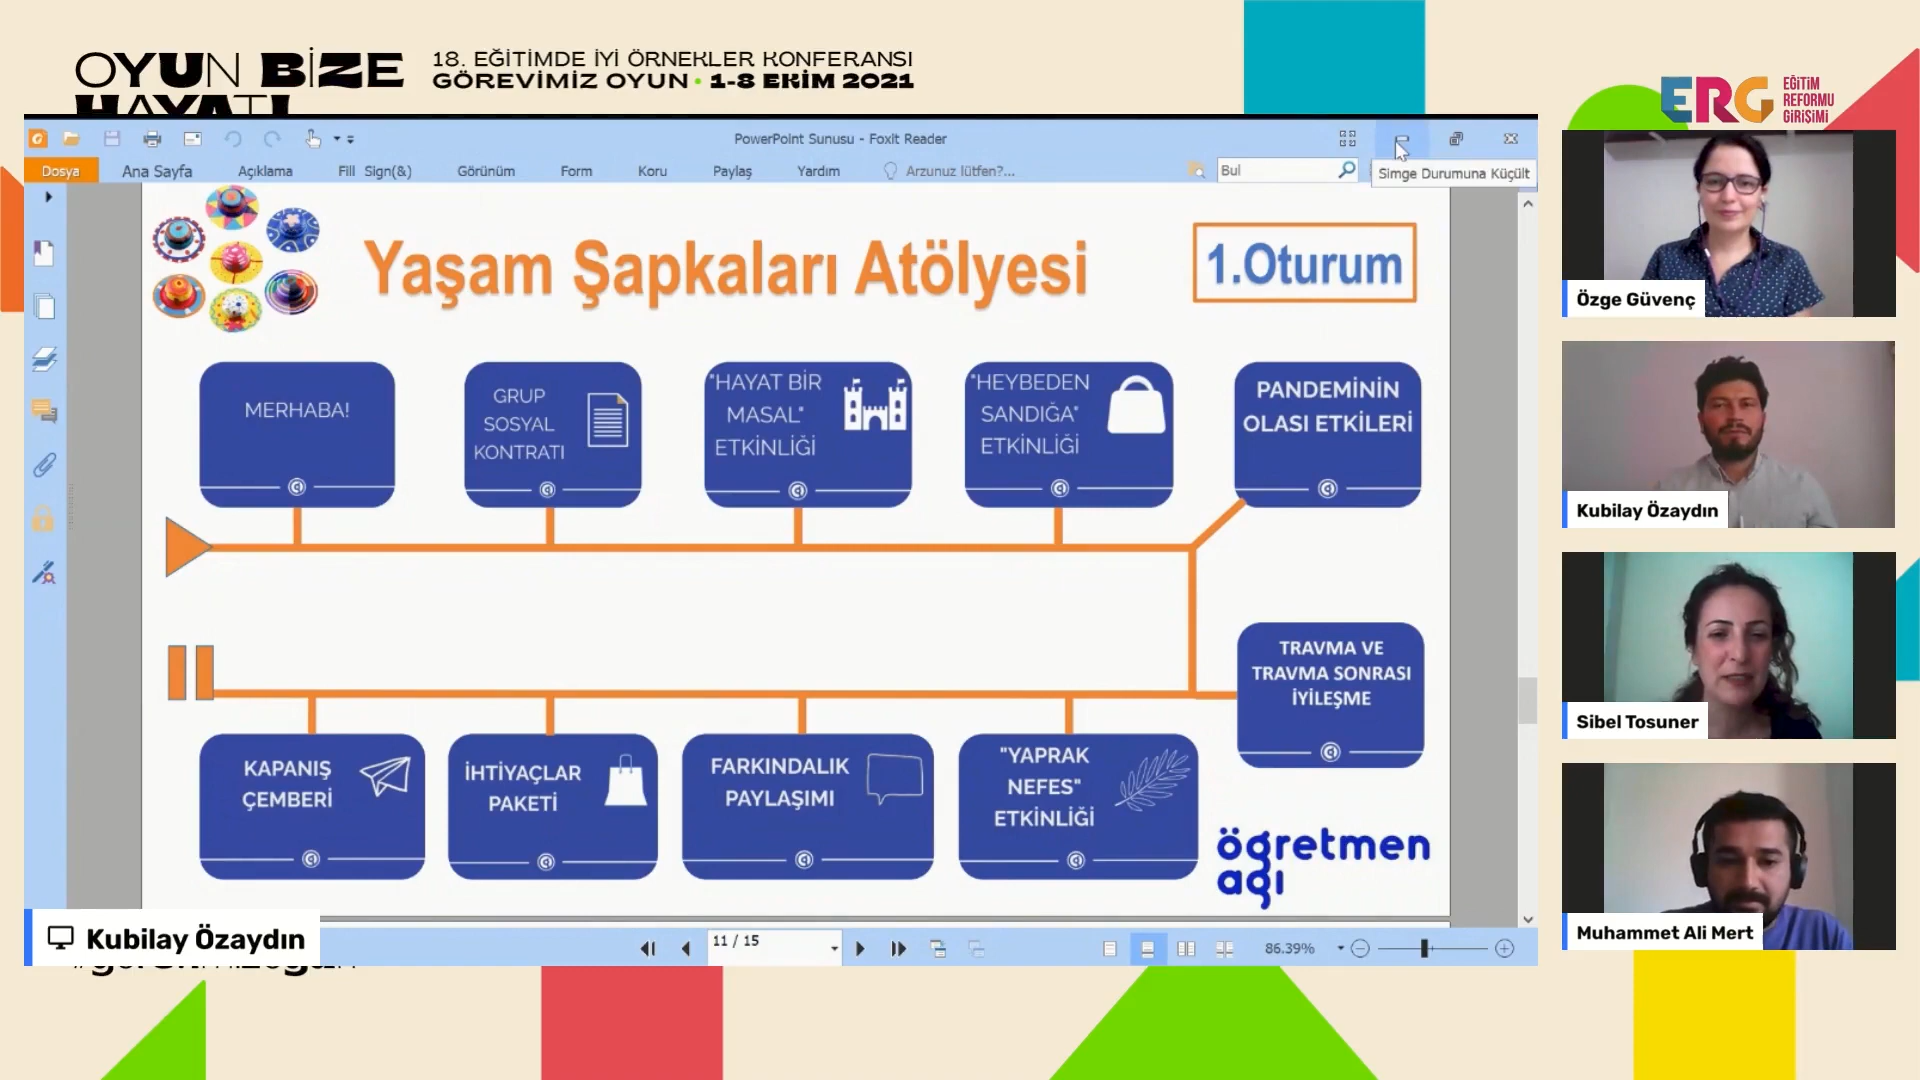 OYUN BİZE
HAYATI
18. EĞİTİMDE İYİ ÖRNEKLER KONFERANSI
GÖREVİMİZ OYUN • 1-8 EKİM 2021
ERG
EĞİTİM
REFORMU
GİRİŞİMİ
PowerPoint Sunusu - Foxit Reader
Dosya
Ana Sayfa
Açıklama
Fill
Sign(&)
Görünüm
Form
Koru
Paylaş
Yardım
Arzunuz lütfen?...
Bul
Simge Durumuna Küçült
Yaşam Şapkaları Atölyesi
1.Oturum
MERHABA!
GRUP
SOSYAL
KONTRATI
"HAYAT BİR
MASAL"
ETKİNLİĞİ
"HEYBEDEN
SANDIĞA"
ETKİNLİĞİ
PANDEMİNİN
OLASI ETKİLERİ
TRAVMA VE
TRAVMA SONRASI
İYİLEŞME
KAPANIŞ
ÇEMBERİ
İHTİYAÇLAR
PAKETİ
FARKINDALIK
PAYLAŞIMI
"YAPRAK
NEFES"
ETKİNLİĞİ
öğretmen
ağı
Kubilay Özaydın
11 / 15
86.39%
Özge Güvenç
Kubilay Özaydın
Sibel Tosuner
Muhammet Ali Mert